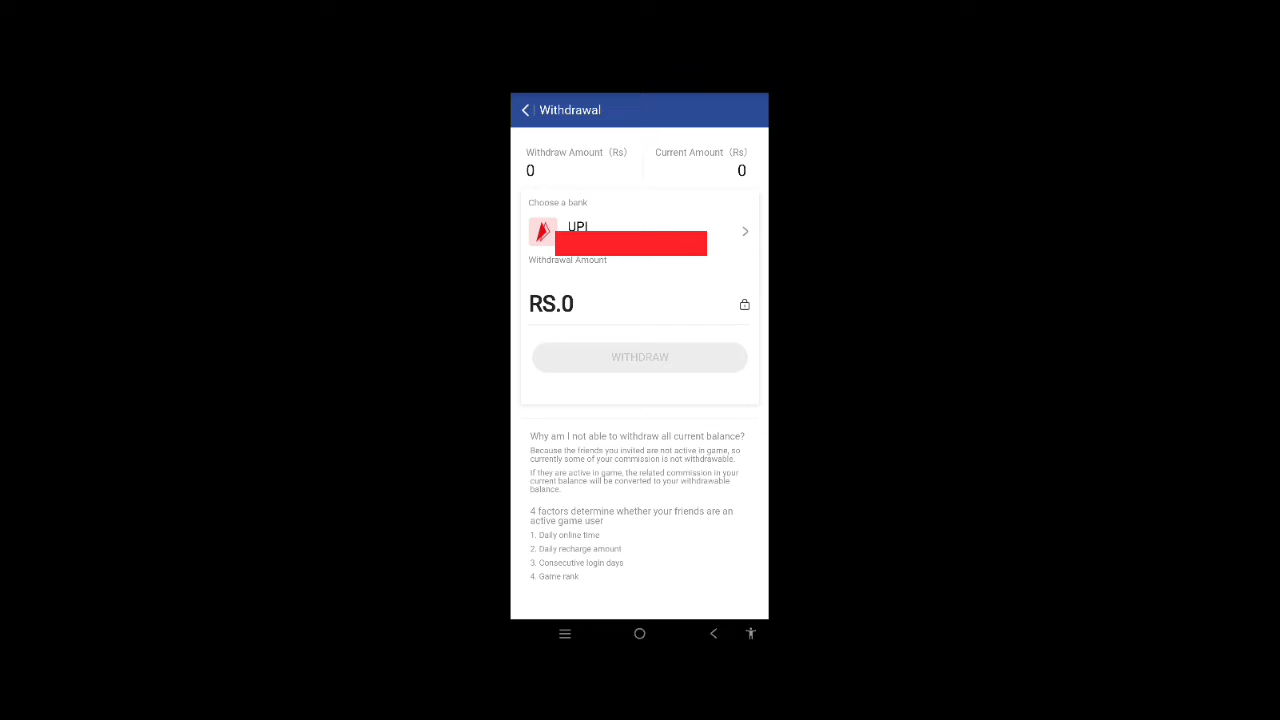 Withdrawal
Withdraw Amount (Rs)
Current Amount (Rs)
0
0
Choose a bank
UPI
Withdrawal Amount
RS.0
WITHDRAW
Why am I not able to withdraw all current balance?
Because the friends you invited are not active in game, so
currently some of your commission is not withdrawable.
If they are active in game, the related commission in your
current balance will be converted to your withdrawable
balance.
4 factors determine whether your friends are an
active game user
1. Daily online time
2. Daily recharge amount
3. Consecutive login days
4. Game rank